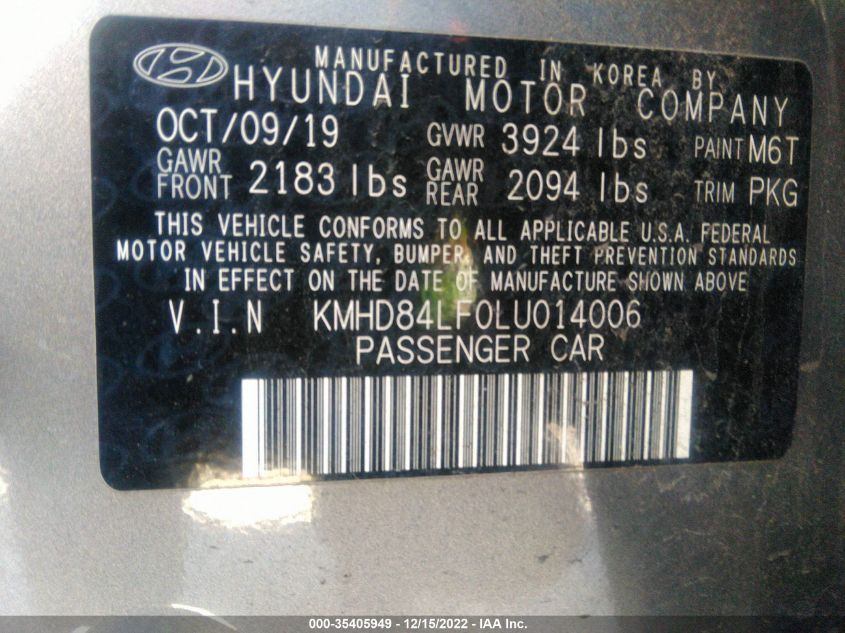 MANUFACTURED IN KOREA BY
HYUNDAI MOTOR COMPANY
OCT/09/19 GVWR 3924 lbs PAINT M6T
GAWR FRONT 2183 lbs GAWR REAR 2094 lbs TRIM PKG
THIS VEHICLE CONFORMS TO ALL APPLICABLE U.S.A. FEDERAL
MOTOR VEHICLE SAFETY, BUMPER, AND THEFT PREVENTION STANDARDS
IN EFFECT ON THE DATE OF MANUFACTURE SHOWN ABOVE
V.I.N KMHD84LF0LU014006
PASSENGER CAR
000-35405949 - 12/15/2022 - IAA Inc.